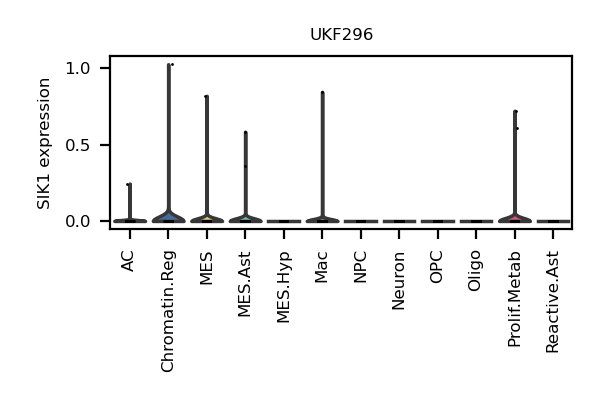 UKF296
SIK1 expression
1.0
0.5
0.0
AC
Chromatin.Reg
MES
MES.Ast
MES.Hyp
Mac
NPC
Neuron
OPC
Oligo
Prolif.Metab
Reactive.Ast